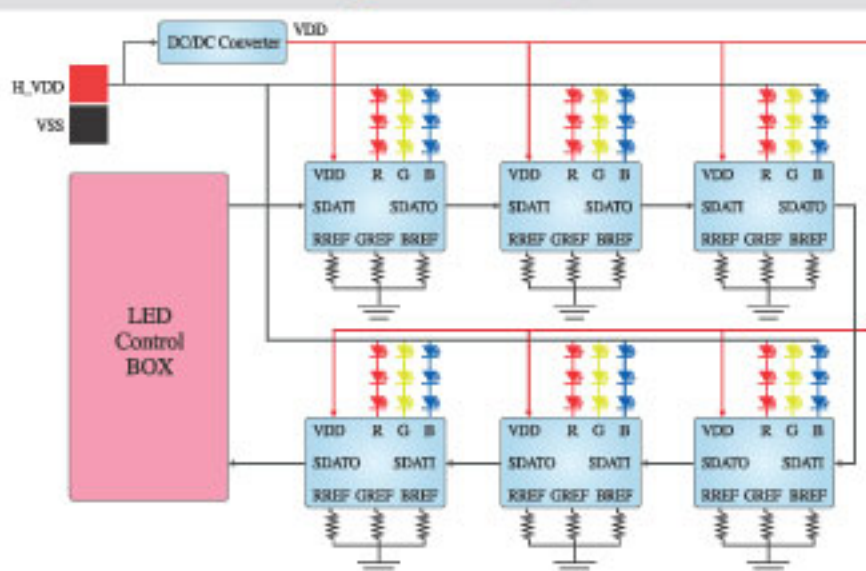 VDD
DC/DC Converter
H_VDD
VSS
VDD R G B
VDD R G B
VDD R G B
SDATI SDATO
SDATI SDATO
SDATI SDATO
RREF GREF BREF
RREF GREF BREF
RREF GREF BREF
LED
Control
BOX
VDD R G B
VDD R G B
VDD R G B
SDATO SDATI
SDATO SDATI
SDATO SDATI
RREF GREF BREF
RREF GREF BREF
RREF GREF BREF